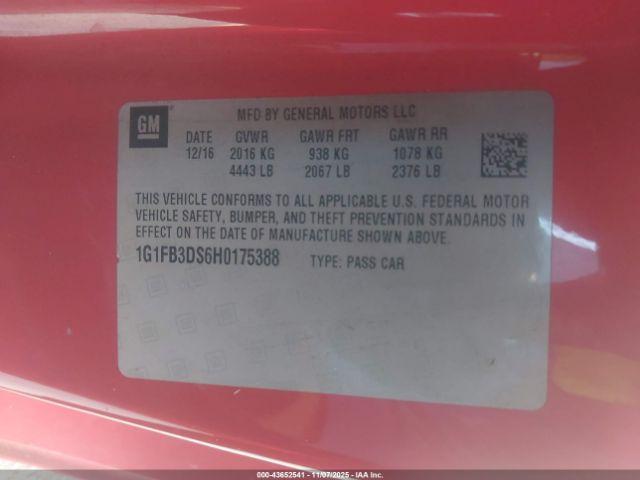 GM
MFD BY GENERAL MOTORS LLC
DATE GVWR GAWR FRT GAWR RR
12/16 2016 KG 938 KG 1078 KG
4443 LB 2067 LB 2376 LB
THIS VEHICLE CONFORMS TO ALL APPLICABLE U.S. FEDERAL MOTOR
VEHICLE SAFETY, BUMPER, AND THEFT PREVENTION STANDARDS IN
EFFECT ON THE DATE OF MANUFACTURE SHOWN ABOVE.
1G1FB3DS6H0175388 TYPE: PASS CAR
000-43652541 - 11/07/2025 - IAA Inc.